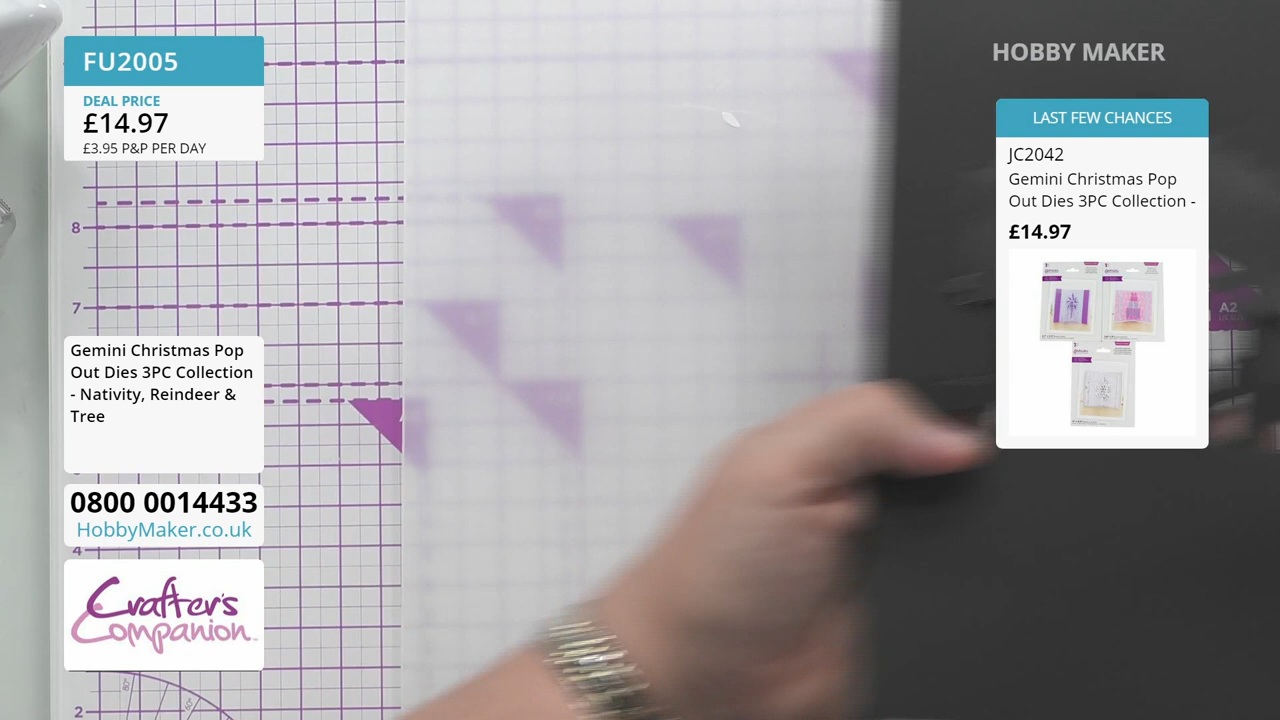 FU2005
DEAL PRICE
£14.97
£3.95 P&P PER DAY
8
7
Gemini Christmas Pop
Out Dies 3PC Collection
- Nativity, Reindeer &
Tree
0800 0014433
HobbyMaker.co.uk
4
Crafter's
Companion
2
HOBBY MAKER
LAST FEW CHANCES
JC2042
Gemini Christmas Pop
Out Dies 3PC Collection -
£14.97
A2